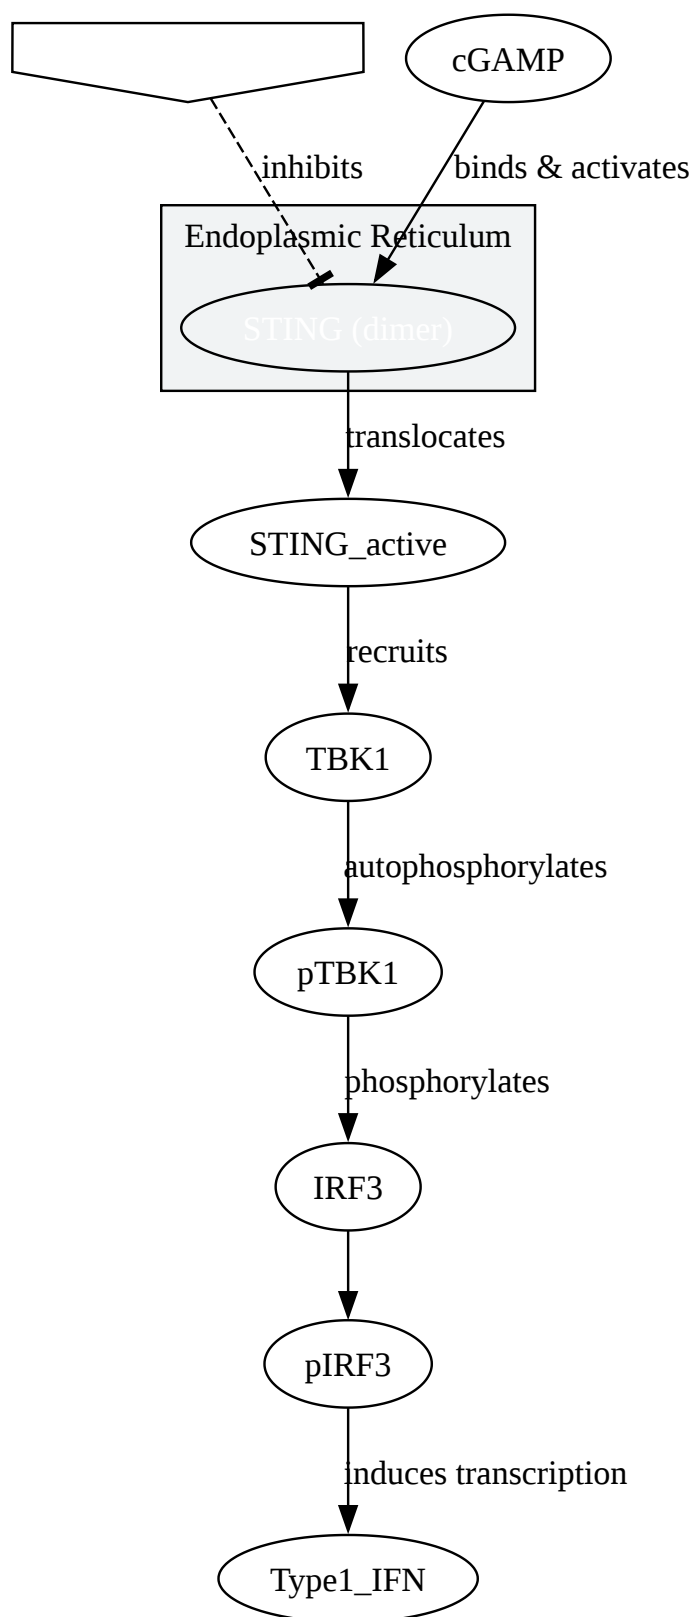 cGAMP
inhibits
binds & activates
Endoplasmic Reticulum
STING (dimer)
translocates
STING_active
recruits
TBK1
autophosphorylates
pTBK1
phosphorylates
IRF3
pIRF3
induces transcription
Type1_IFN